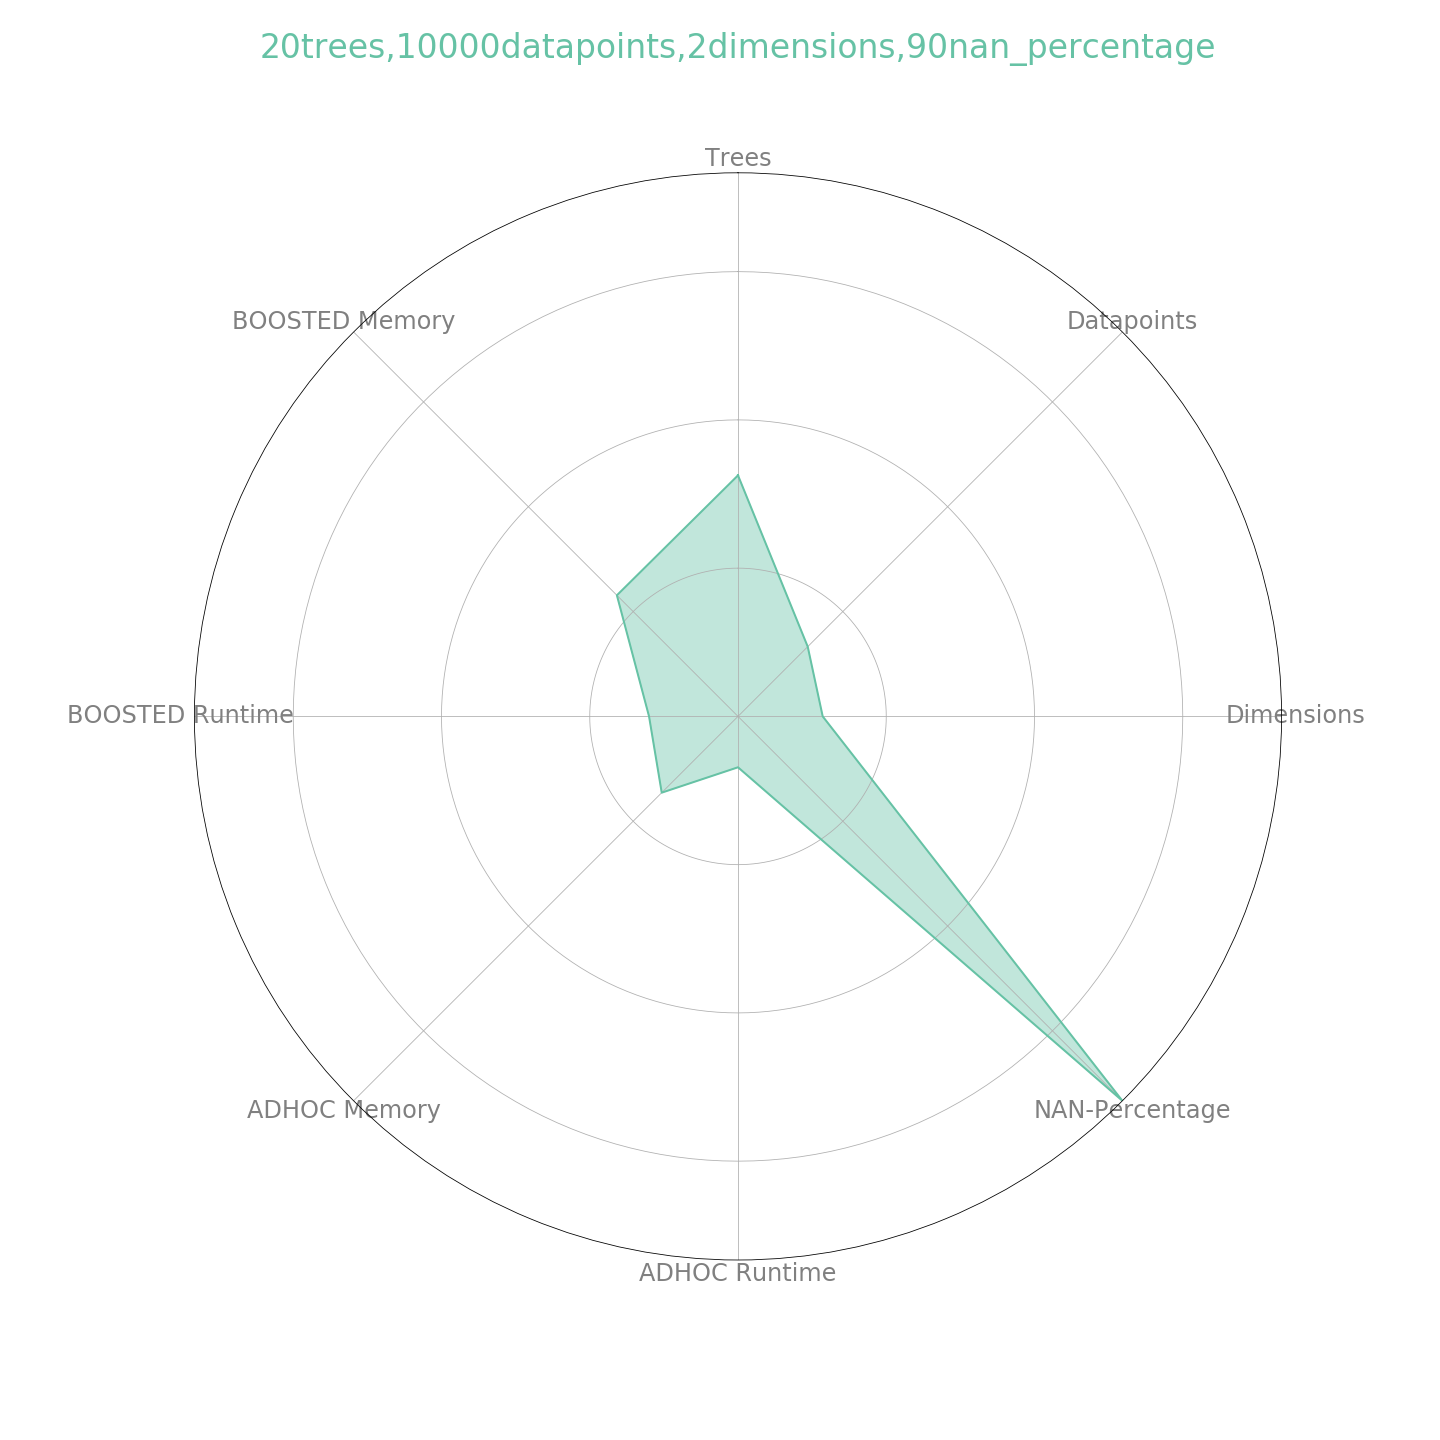 20trees,10000datapoints,2dimensions,90nan_percentage
Trees
BOOSTED Memory
Datapoints
BOOSTED Runtime
Dimensions
ADHOC Memory
NAN-Percentage
ADHOC Runtime